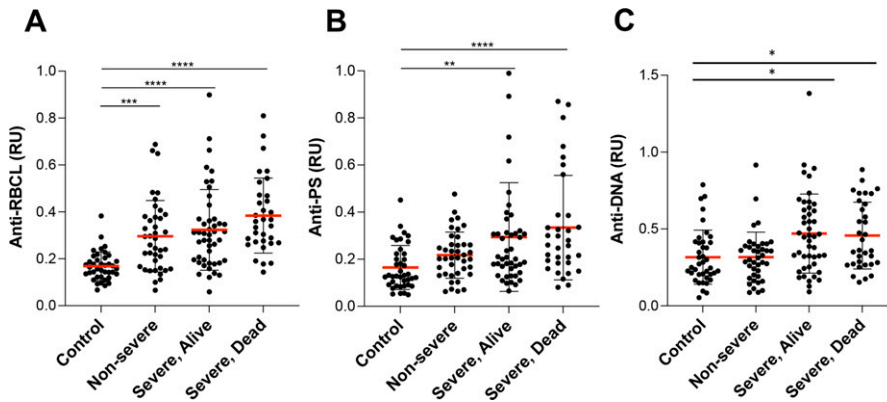 A
B
C
****
****
***
Anti-RBCL (RU)
1.0
0.8
0.6
0.4
0.2
0.0
Control
Non-severe
Severe, Alive
Severe, Dead
****
**
Anti-PS (RU)
1.0
0.8
0.6
0.4
0.2
0.0
Control
Non-severe
Severe, Alive
Severe, Dead
*
*
Anti-DNA (RU)
1.5
1.0
0.5
0.0
Control
Non-severe
Severe, Alive
Severe, Dead